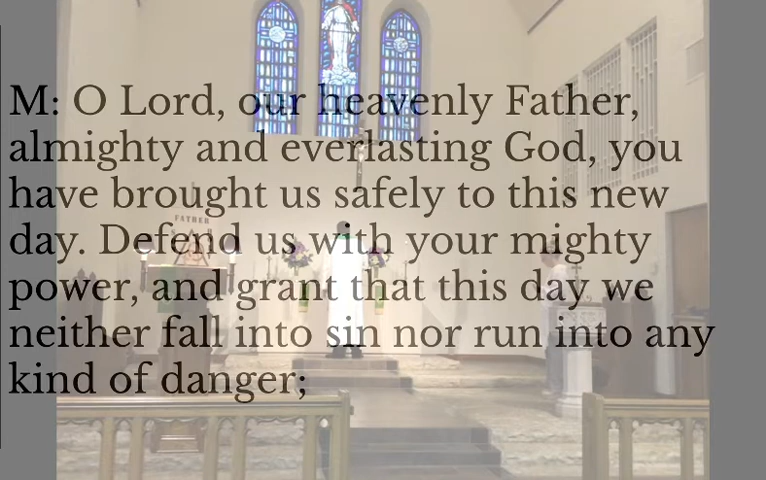 M: O Lord, our heavenly Father,
almighty and everlasting God, you
have brought us safely to this new
day. Defend us with your mighty
power, and grant that this day we
neither fall into sin nor run into any
kind of danger;
FATHER